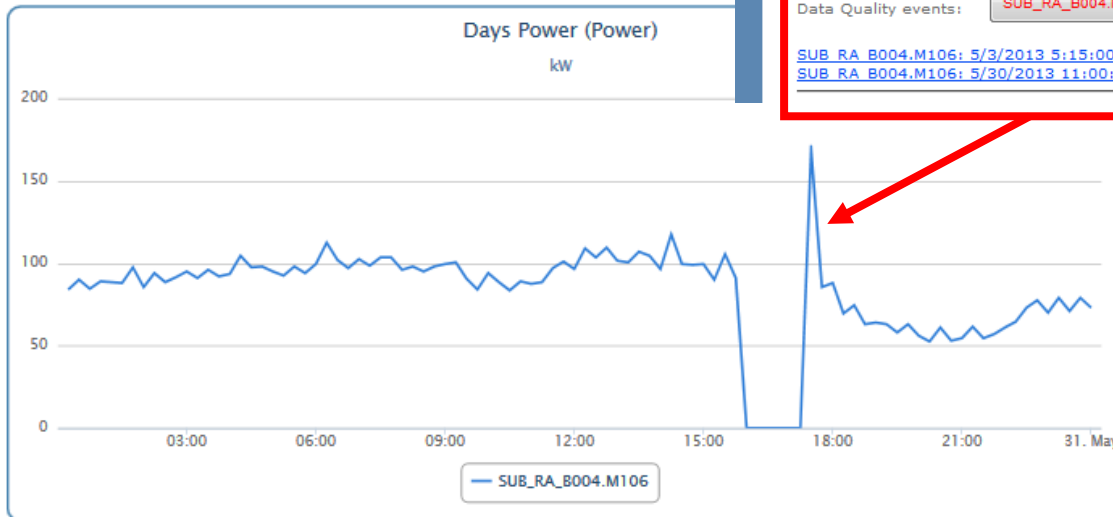 Days Power (Power)
kW
Data Quality events:
SUB_RA_B004.
SUB_RA_B004.M106: 5/3/2013 5:15:00
SUB_RA_B004.M106: 5/30/2013 11:00:
200
150
100
50
0
03:00 06:00 09:00 12:00 15:00 18:00 21:00 31. May
SUB_RA_B004.M106